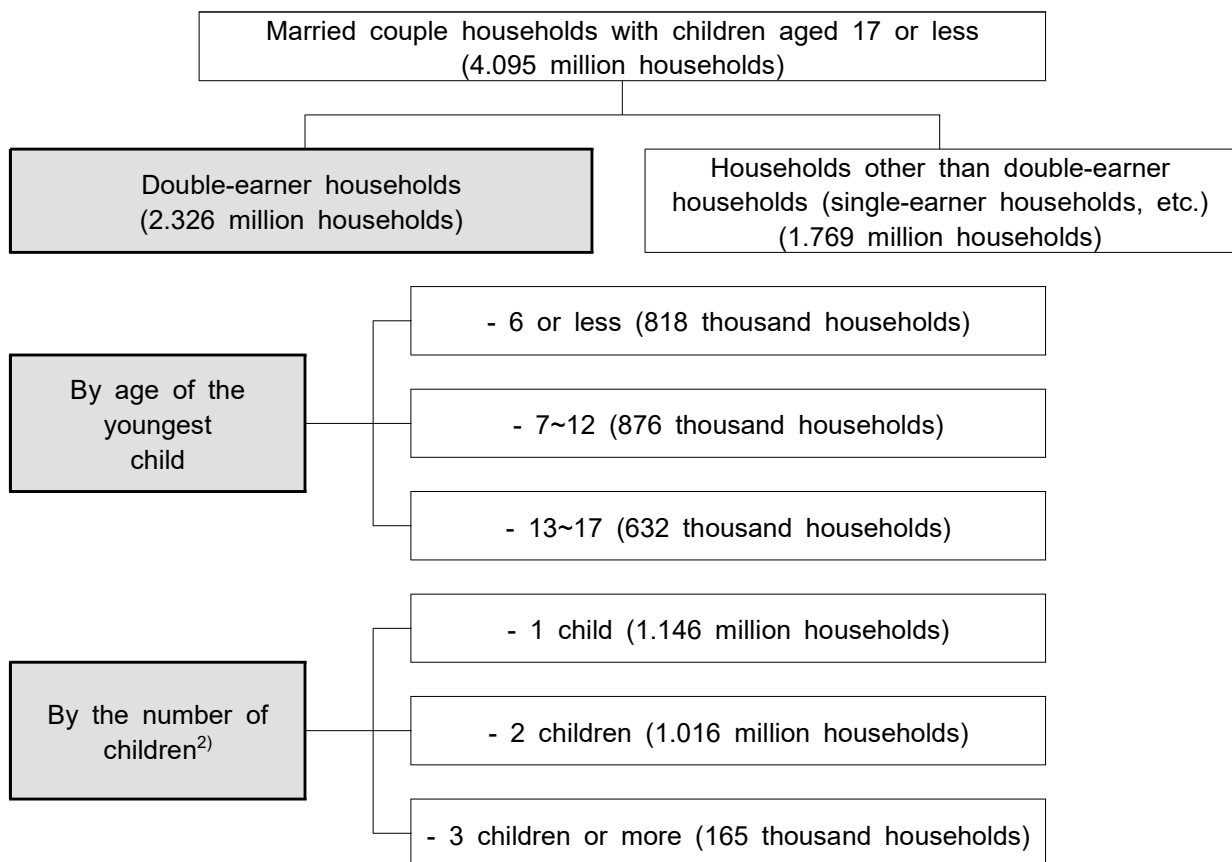 Married couple households with children aged 17 or less
(4.095 million households)
Double-earner households
(2.326 million households)
Households other than double-earner
households (single-earner households, etc.)
(1.769 million households)
By age of the
youngest
child
- 6 or less (818 thousand households)
- 7~12 (876 thousand households)
- 13~17 (632 thousand households)
By the number of
children2)
- 1 child (1.146 million households)
- 2 children (1.016 million households)
- 3 children or more (165 thousand households)